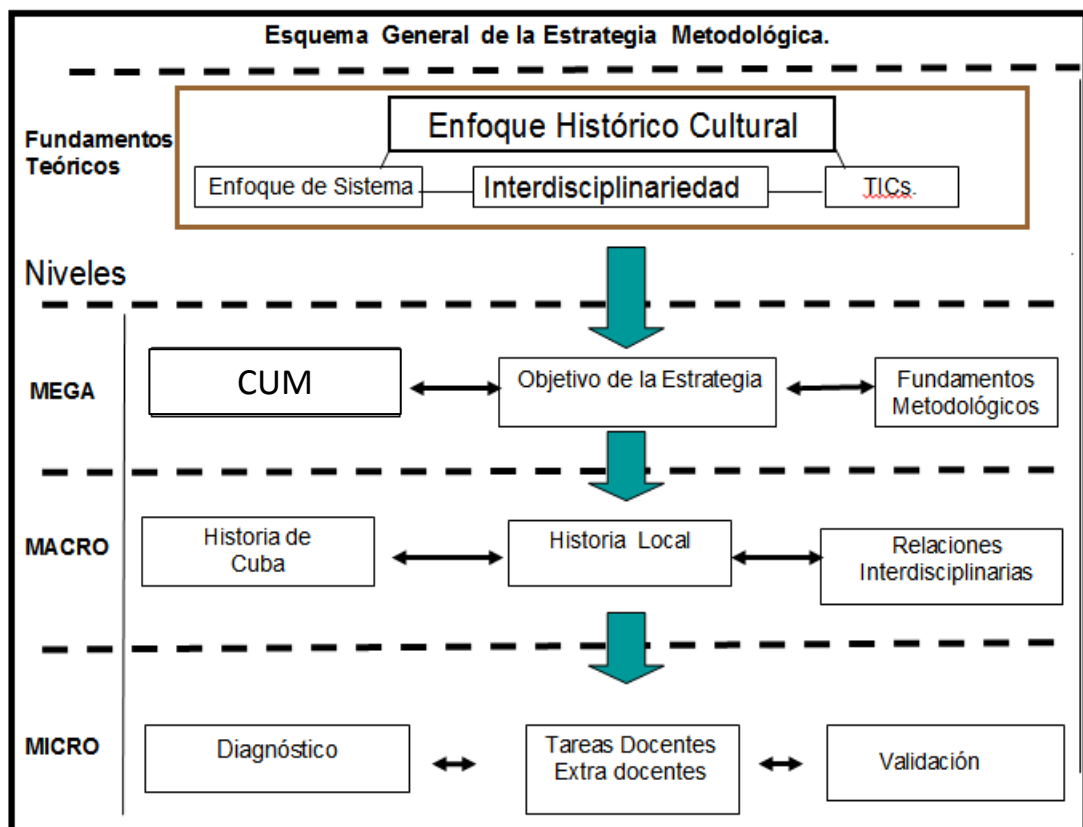 Esquema General de la Estrategia Metodológica.
Fundamentos
Teóricos
Enfoque Histórico Cultural
Enfoque de Sistema
Interdisciplinariedad
TICs.
Niveles
MEGA
CUM
Objetivo de la Estrategia
Fundamentos
Metodológicos
MACRO
Historia de
Cuba
Historia Local
Relaciones
Interdisciplinarias
MICRO
Diagnóstico
Tareas Docentes
Extra docentes
Validación